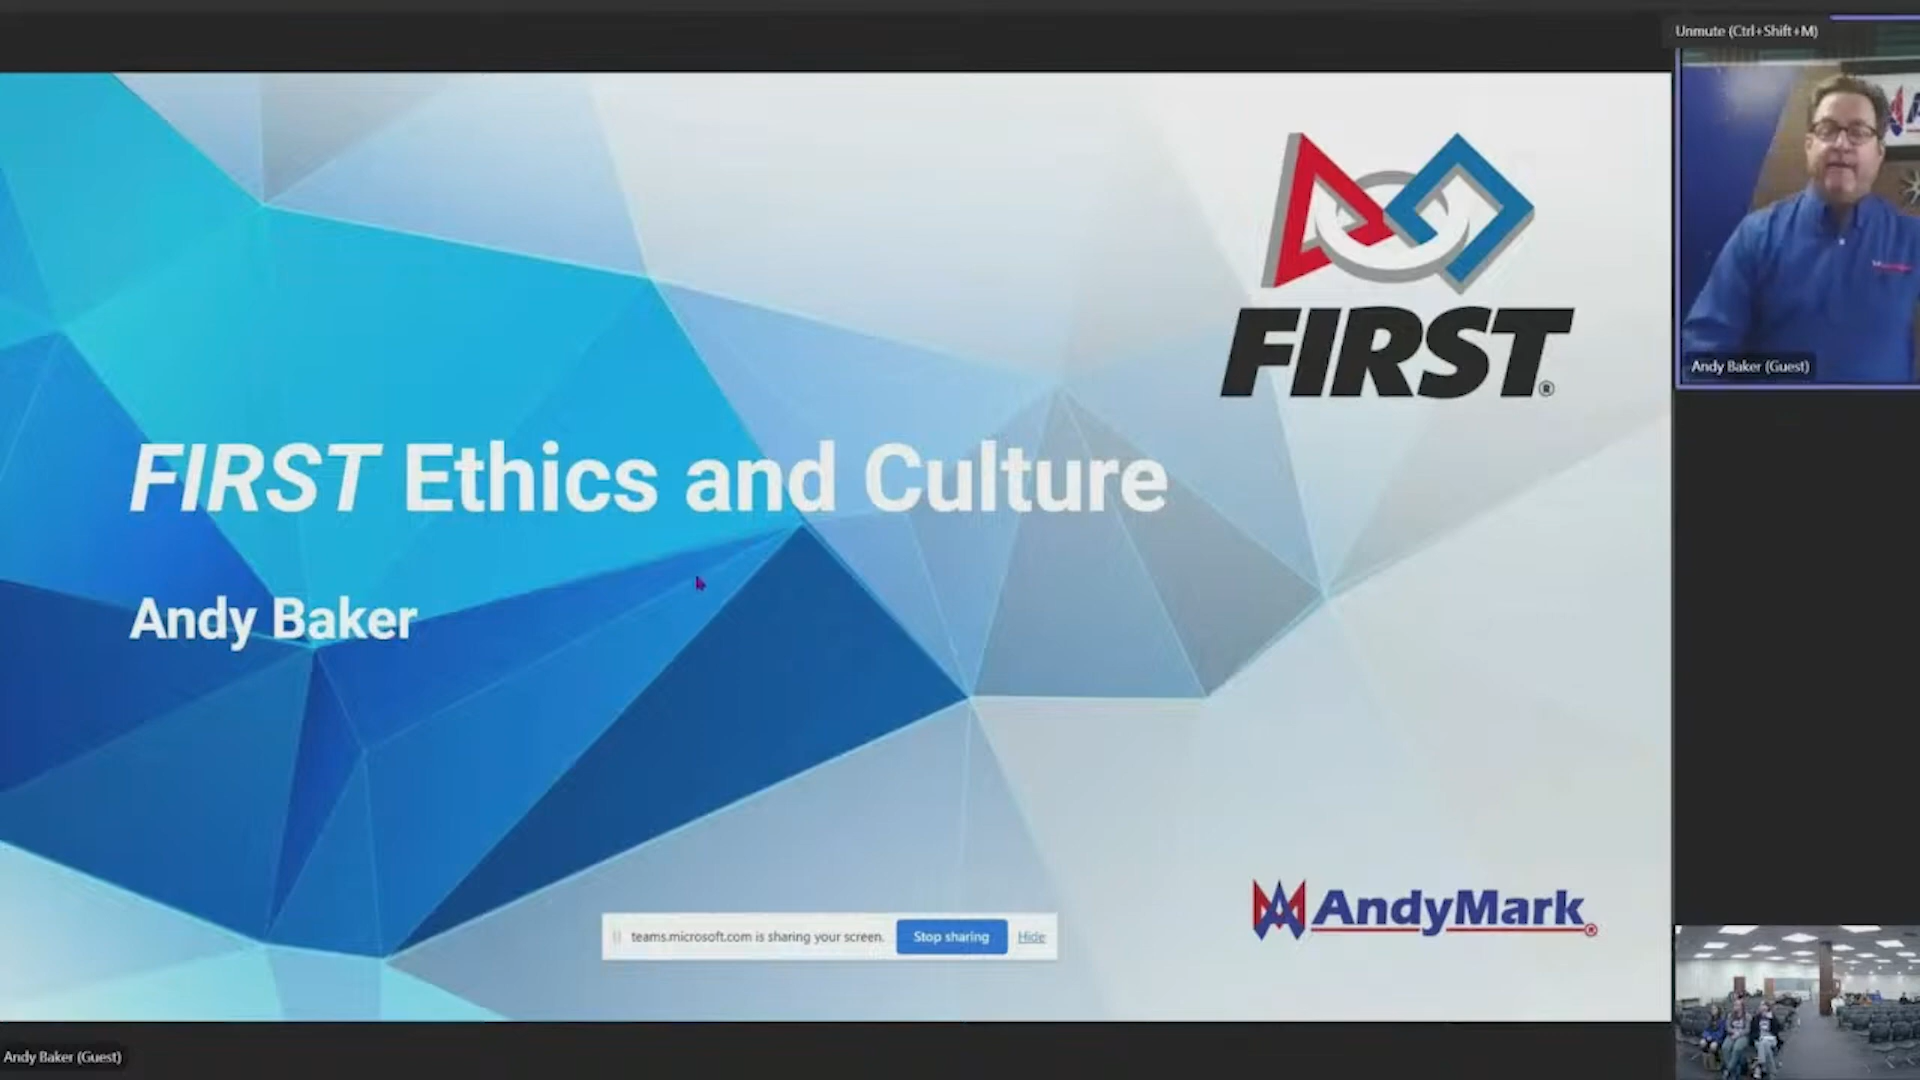 Unmute (Ctrl+Shift+M)
FIRST®
FIRST Ethics and Culture
Andy Baker
Andy Baker (Guest)
AndyMark®
teams.microsoft.com is sharing your screen.
Stop sharing
Hide
Andy Baker (Guest)